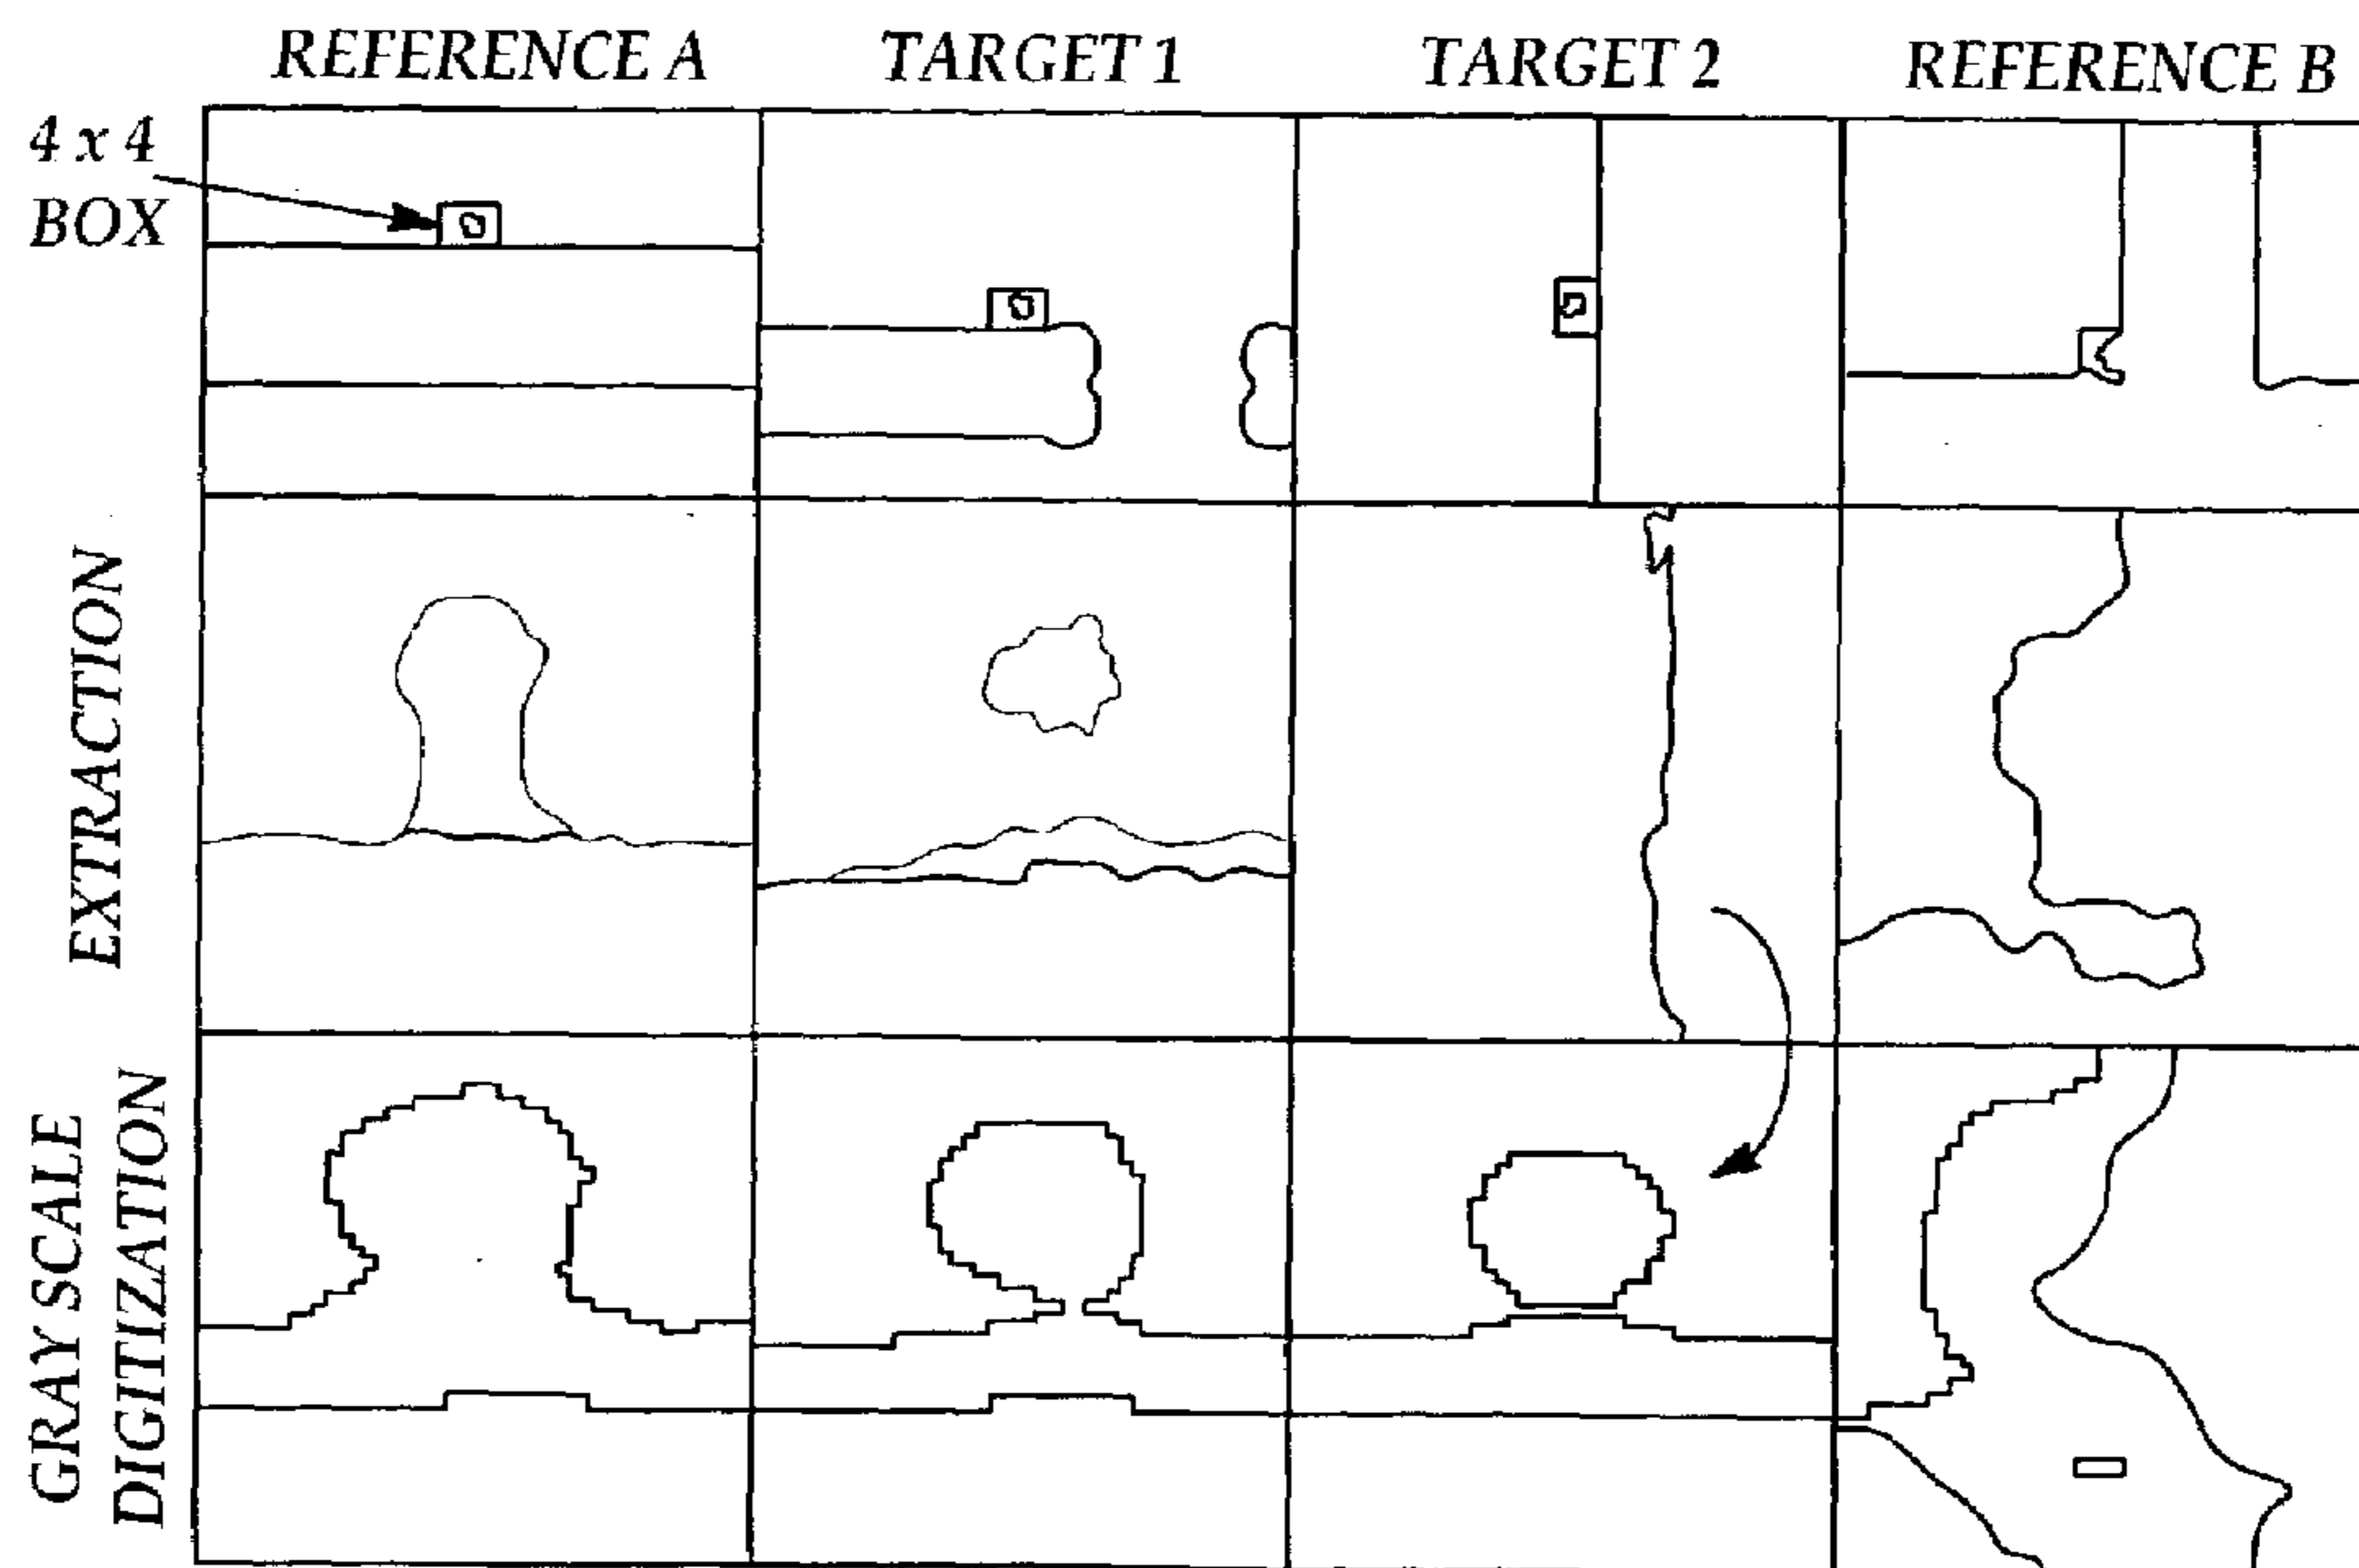 REFERENCE A
TARGET 1
TARGET 2
REFERENCE B
4 x 4
BOX
EXTRACTION
GRAY SCALE
DIGITIZATION